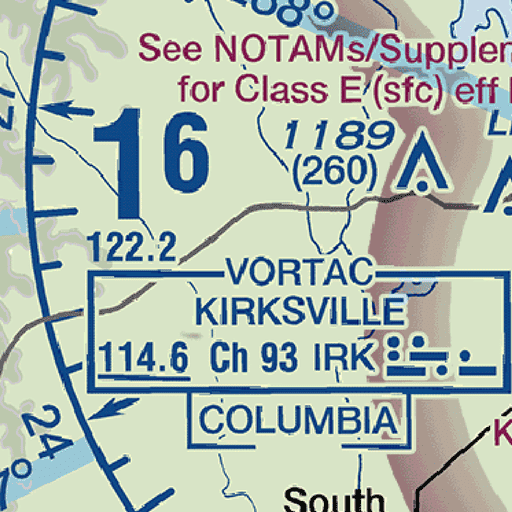 68°
See NOTAMs/Supplem
for Class E (sfc) eff
1189
(260)
16
122.2
VORTAC
KIRKSVILLE
114.6 Ch 93 IRK
COLUMBIA
24
South
K